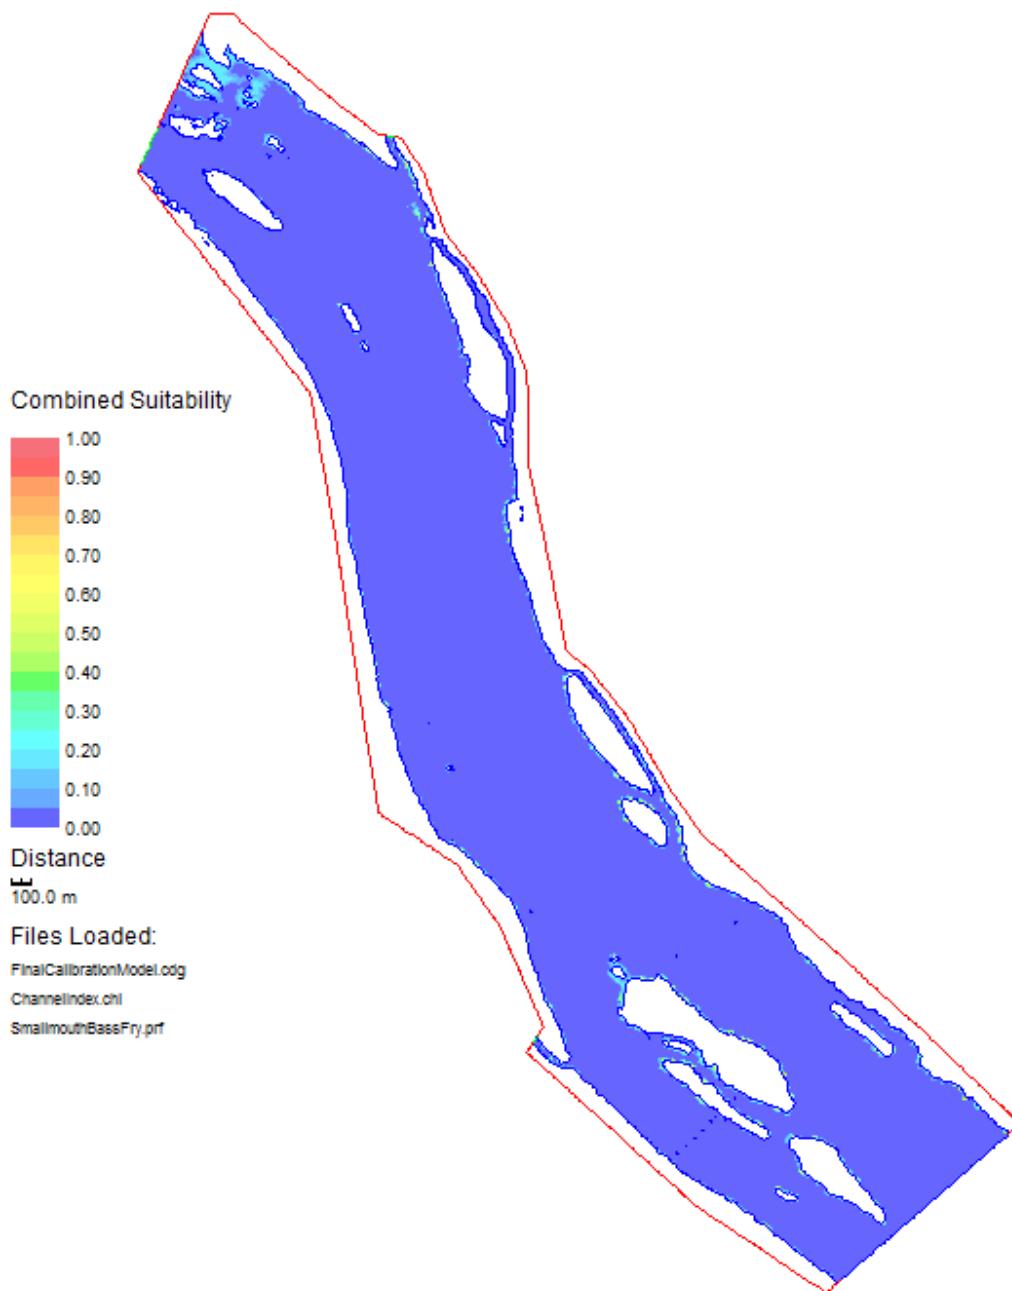 Combined Suitability
1.00
0.90
0.80
0.70
0.60
0.50
0.40
0.30
0.20
0.10
0.00
Distance
100.0 m
Files Loaded:
FinalCalibrationModel.cdg
ChannelIndex.chi
SmallmouthBassFry.prf